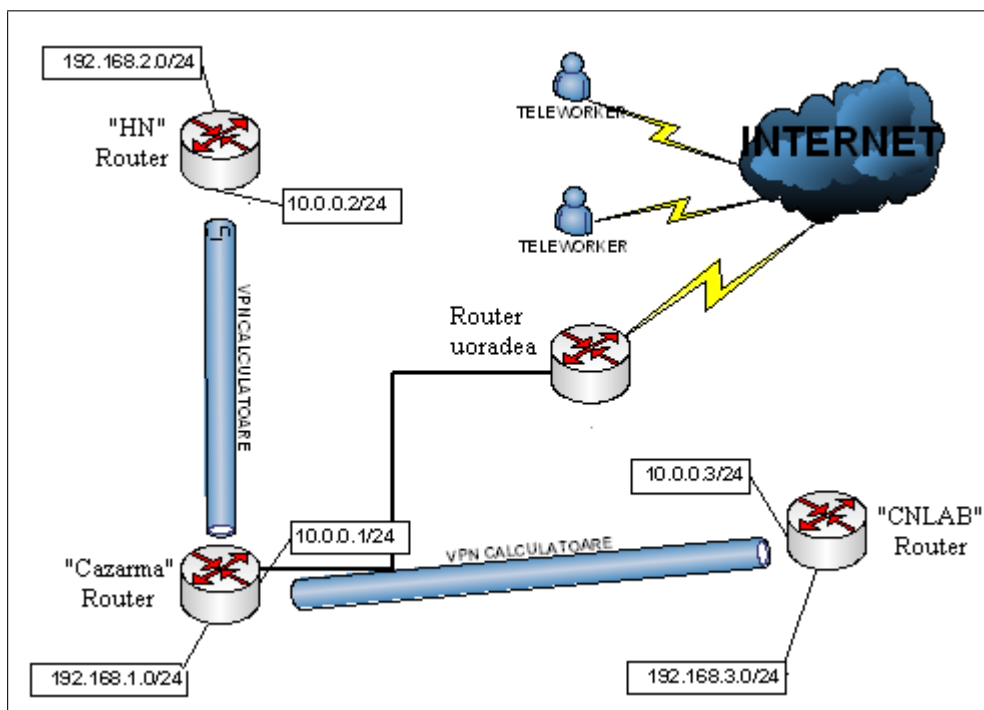 192.168.2.0/24
"HN"
Router
10.0.0.2/24
VPN CALCULATOARE
TELEWORKER
INTERNET
TELEWORKER
Router
uoradea
10.0.0.3/24
"CNLAB"
Router
10.0.0.1/24
VPN CALCULATOARE
"Cazarma"
Router
192.168.1.0/24
192.168.3.0/24